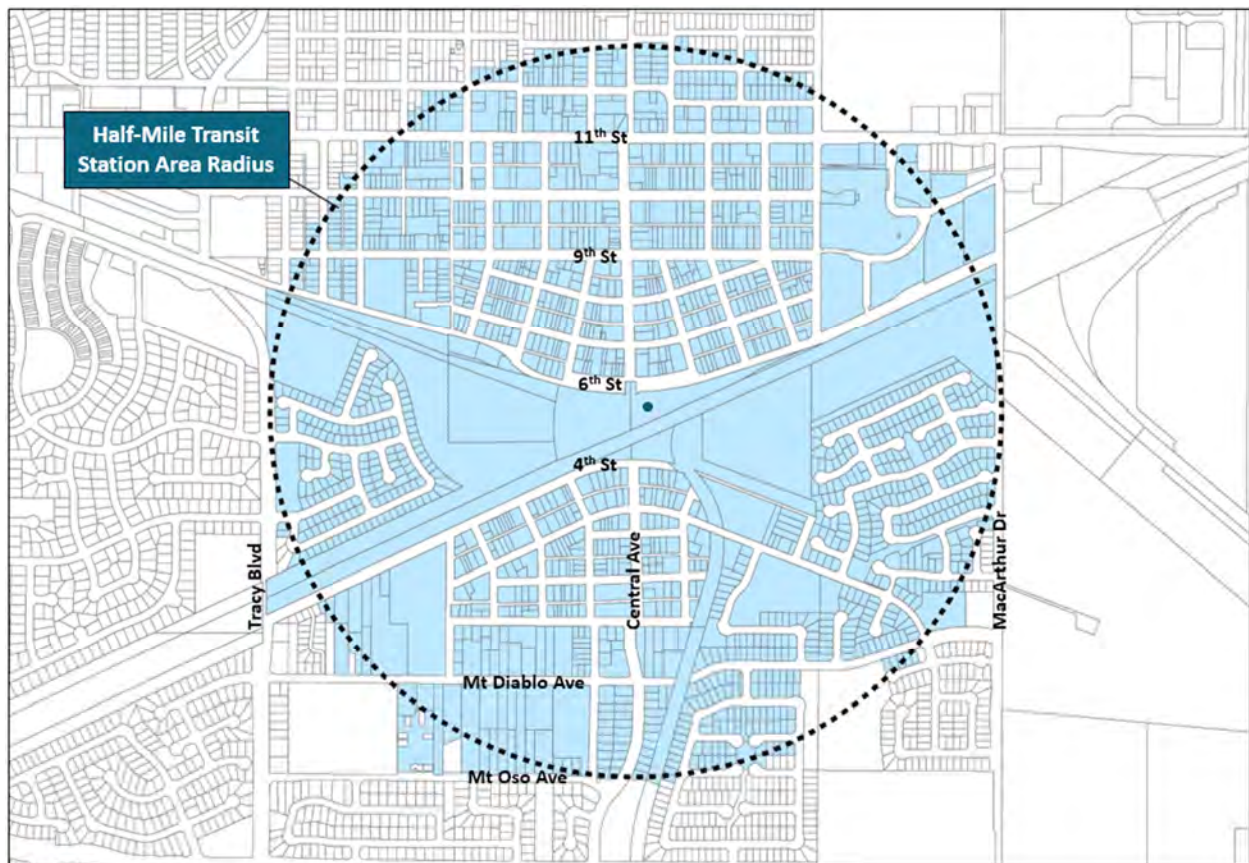 11th St
Half-Mile Transit
Station Area Radius
9th St
6th St
4th St
Tracy Blvd
Central Ave
MacArthur Dr
Mt Diablo Ave
Mt Oso Ave